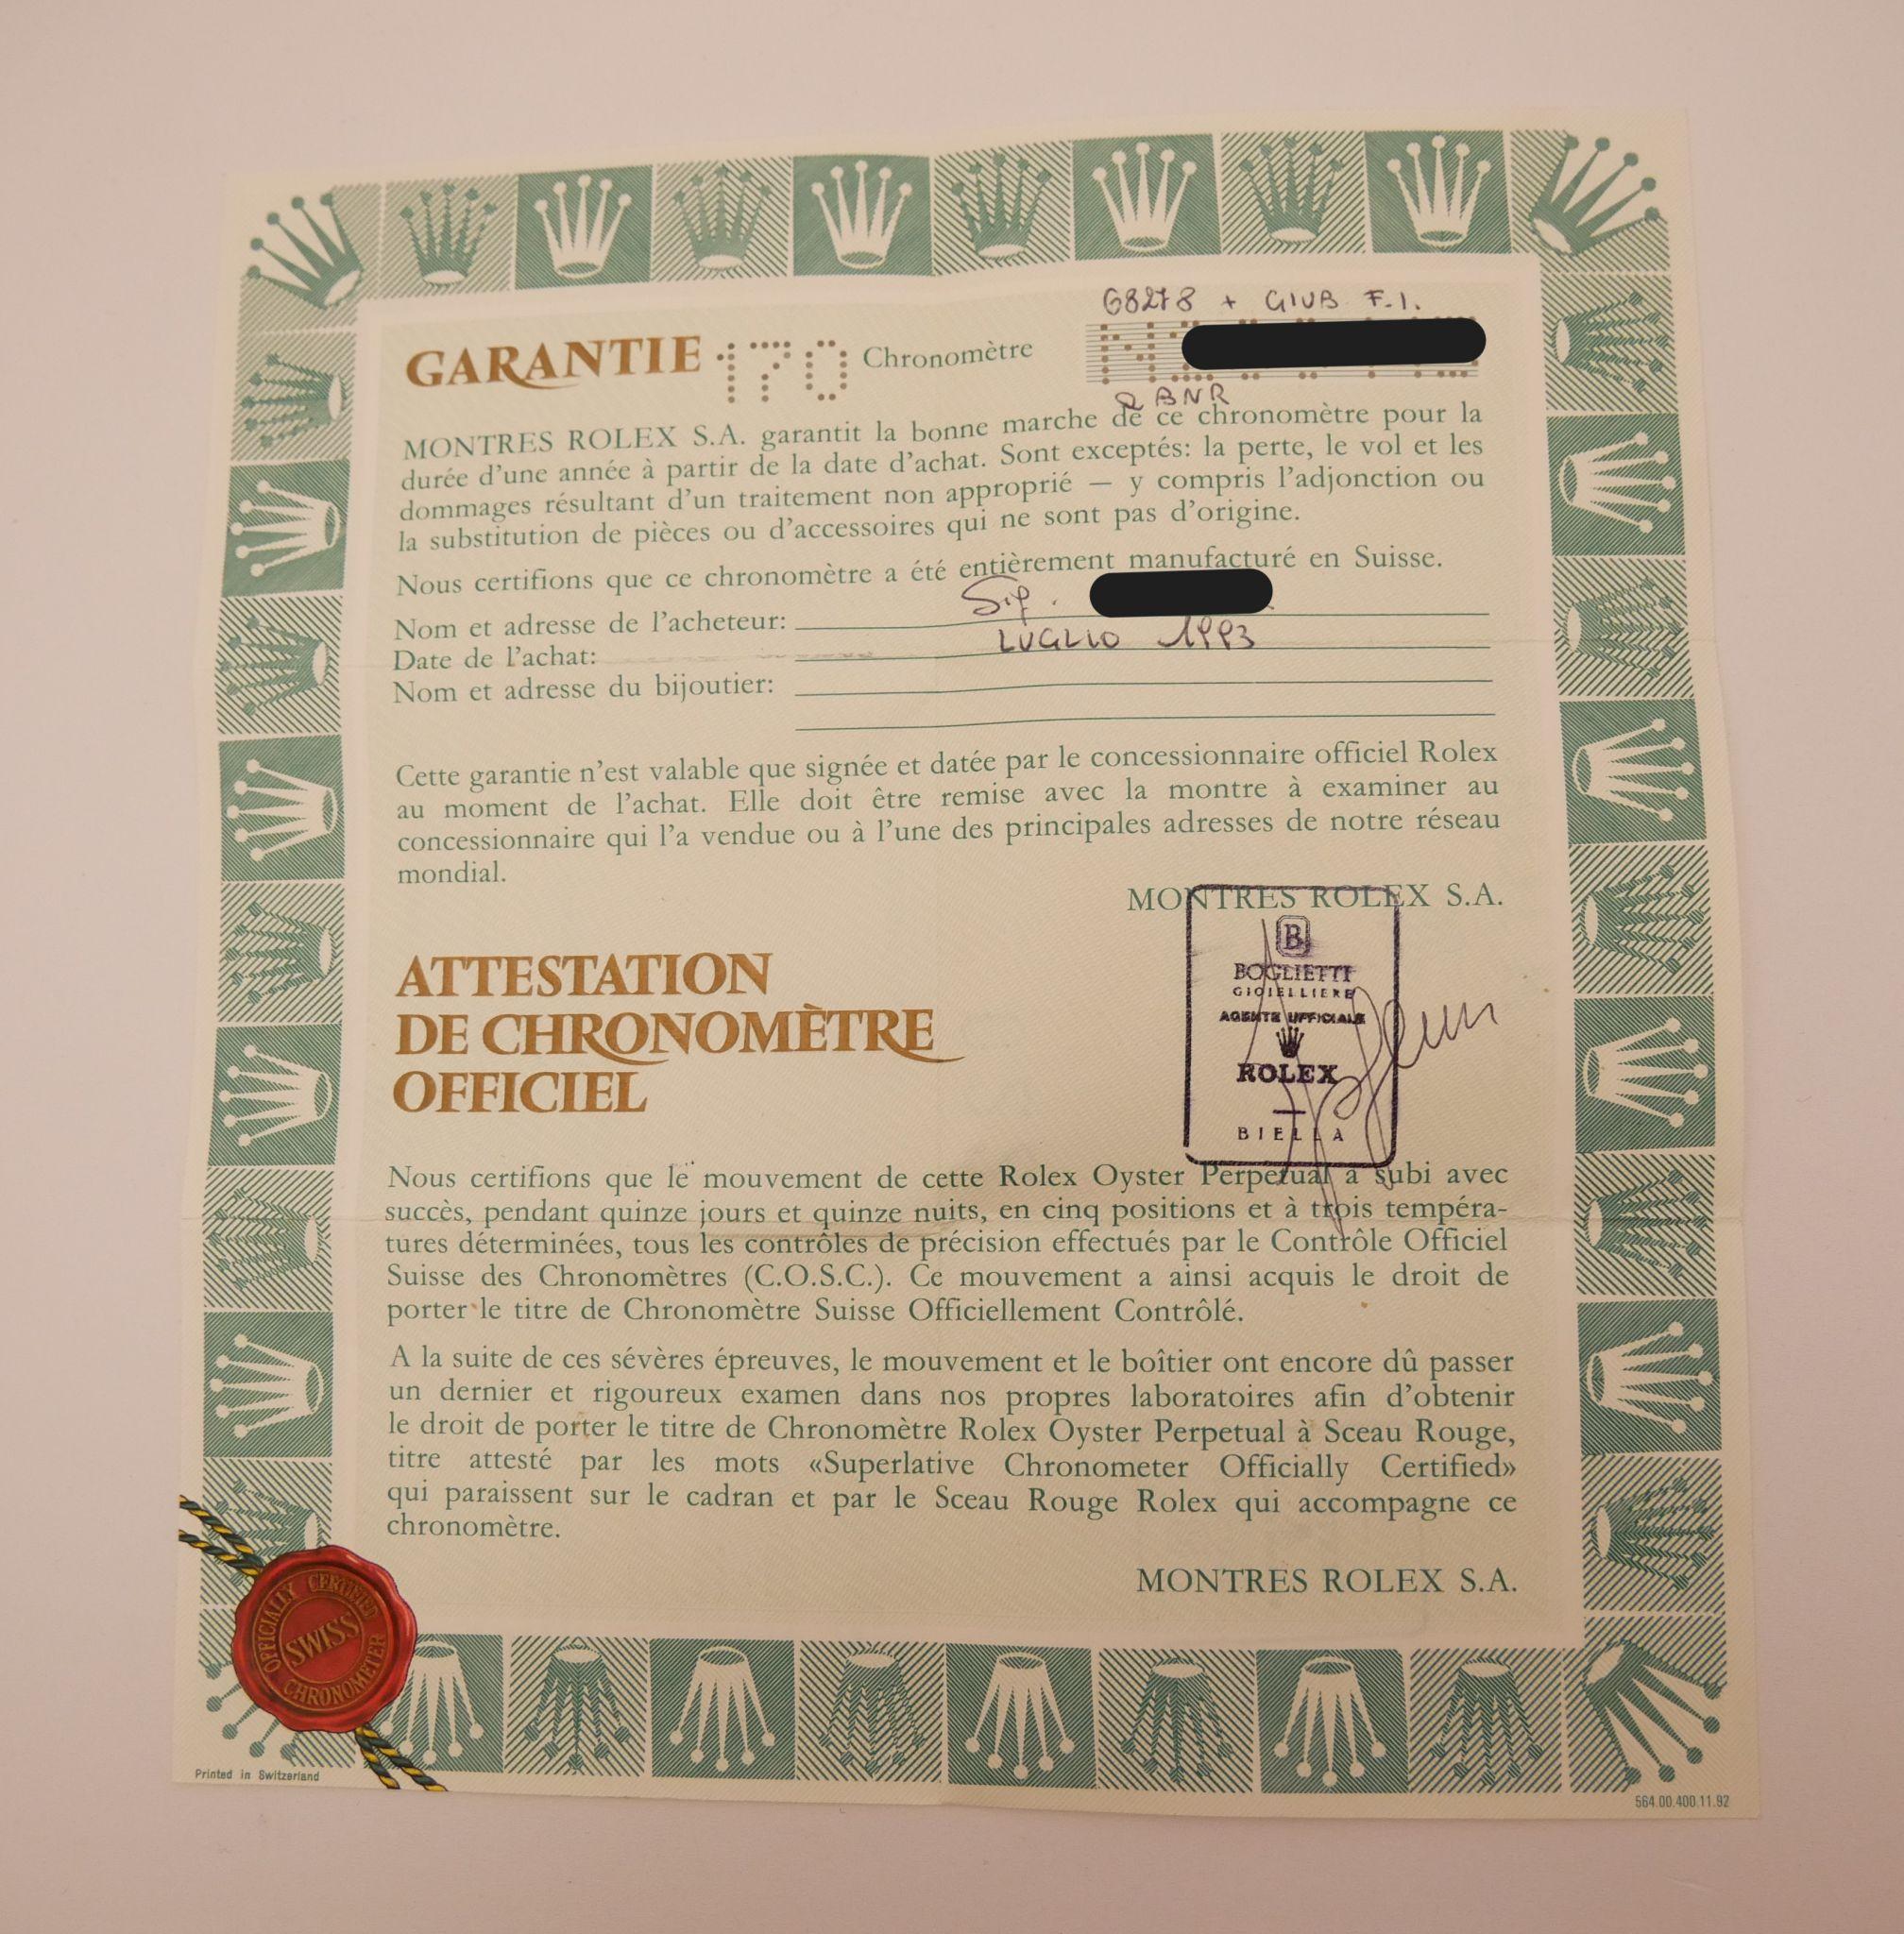 68278 + GIUB F.I.
GARANTIE 170 Chronomètre N
BNR
MONTRES ROLEX S.A. garantit la bonne marche de ce chronomètre pour la
durée d'une année à partir de la date d'achat. Sont exceptés: la perte, le vol et les
dommages résultant d'un traitement non approprié — y compris l'adjonction ou
la substitution de pièces ou d'accessoires qui ne sont pas d'origine.
Nous certifions que ce chronomètre a été entièrement manufacturé en Suisse.
Nom et adresse de l'acheteur: Sig.
Date de l'achat: LUGLIO 1993
Nom et adresse du bijoutier:
Cette garantie n'est valable que signée et datée par le concessionnaire officiel Rolex
au moment de l'achat. Elle doit être remise avec la montre à examiner au
concessionnaire qui l'a vendue ou à l'une des principales adresses de notre réseau
mondial.
MONTRES ROLEX S.A.
B
BOGLIETTI
GIOIELLIERE
AGENTE UFFICIALE
ROLEX
BIELLA
ATTESTATION
DE CHRONOMÈTRE
OFFICIEL
Nous certifions que le mouvement de cette Rolex Oyster Perpetual a subi avec
succès, pendant quinze jours et quinze nuits, en cinq positions et à trois tempéra-
tures déterminées, tous les contrôles de précision effectués par le Contrôle Officiel
Suisse des Chronomètres (C.O.S.C.). Ce mouvement a ainsi acquis le droit de
porter le titre de Chronomètre Suisse Officiellement Contrôlé.
A la suite de ces sévères épreuves, le mouvement et le boîtier ont encore dû passer
un dernier et rigoureux examen dans nos propres laboratoires afin d'obtenir
le droit de porter le titre de Chronomètre Rolex Oyster Perpetual à Sceau Rouge,
titre attesté par les mots «Superlative Chronometer Officially Certified»
qui paraissent sur le cadran et par le Sceau Rouge Rolex qui accompagne ce
chronomètre.
MONTRES ROLEX S.A.
OFFICIALLY CERTIFIED
SWISS
CHRONOMETER
Printed in Switzerland
564.00.400.11.92